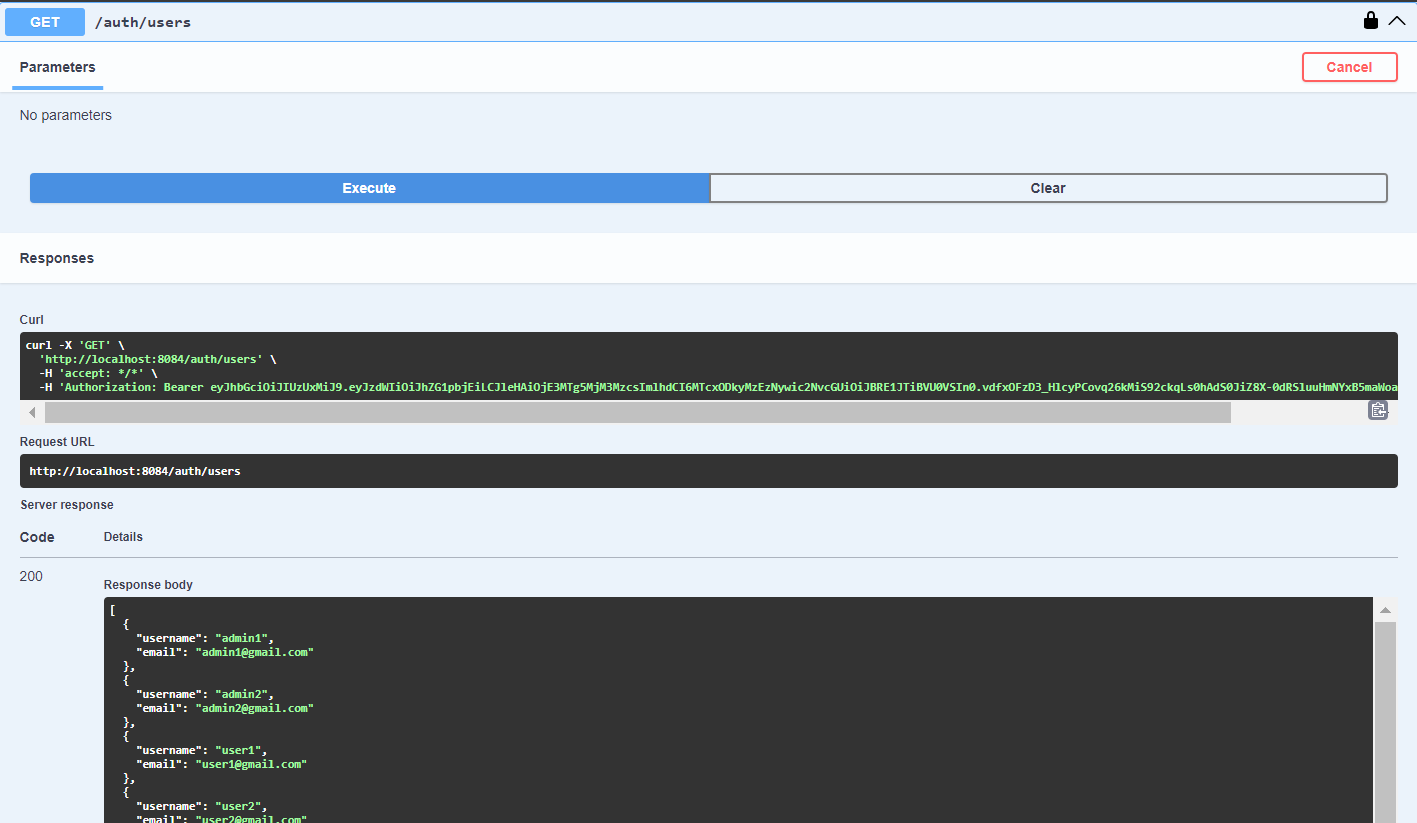 GET /auth/users
Parameters
Cancel
No parameters
Execute
Clear
Responses
Curl
curl -X 'GET' \
'http://localhost:8084/auth/users' \
-H 'accept: */*' \
-H 'Authorization: Bearer eyJhbGciOiJIUzUxMiJ9.eyJzdWIiOiJhZG1pbjEiLCJleHAiOjE3MTg5MjM3MzcsImlhdCI6MTcxODkyMzEzNywic2NvcGUiOiJBRE1JTiBVU0VSIn0.vdfxOFzD3_HlcyPCovq26kMiS92ckqLs0hAdS0JiZ8X-0dRSluuHmNYxB5maWoa
Request URL
http://localhost:8084/auth/users
Server response
Code
Details
200
Response body
[
{
"username": "admin1",
"email": "admin1@gmail.com"
},
{
"username": "admin2",
"email": "admin2@gmail.com"
},
{
"username": "user1",
"email": "user1@gmail.com"
},
{
"username": "user2",
"email": "user2@gmail.com"